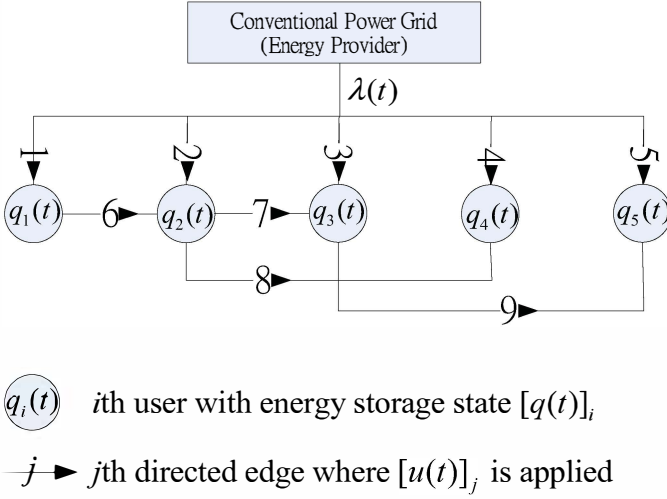 Conventional Power Grid
(Energy Provider)
λ(t)
1 2 3 4 5
q₁(t) 6 q₂(t) 7 q₃(t) q₄(t) q₅(t)
8
9
qᵢ(t) ith user with energy storage state [q(t)]ᵢ
j jth directed edge where [u(t)]ⱼ is applied